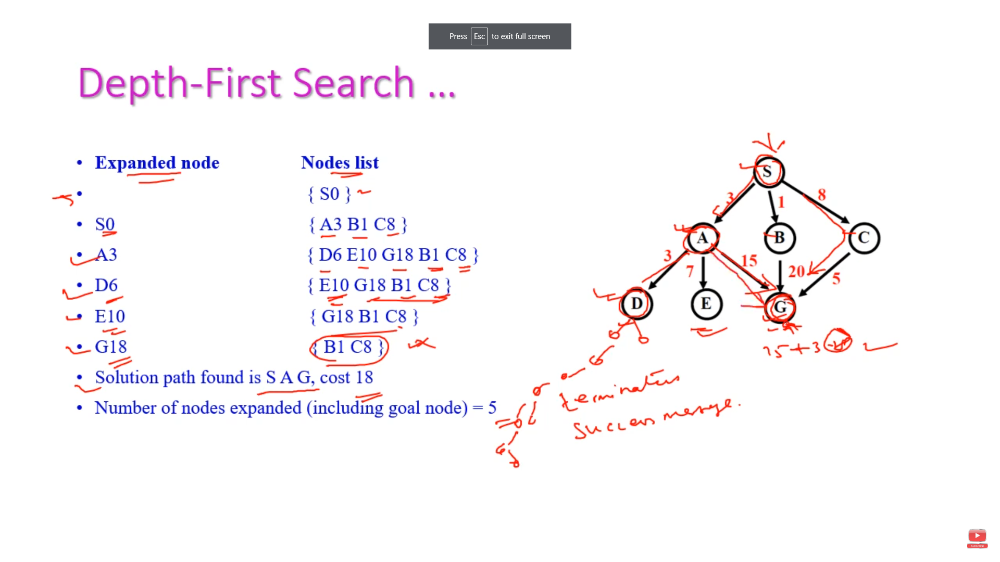 Press Esc to exit full screen
Depth-First Search ...
• Expanded node Nodes list
• { S0 }
• S0 { A3 B1 C8 }
• A3 { D6 E10 G18 B1 C8 }
• D6 { E10 G18 B1 C8 }
• E10 { G18 B1 C8 }
• G18 { B1 C8 }
• Solution path found is S A G, cost 18
• Number of nodes expanded (including goal node) = 5
S
3 1 8
A B C
3 7 15 20 5
D E G
15+3
termination
success message.
Subscribe